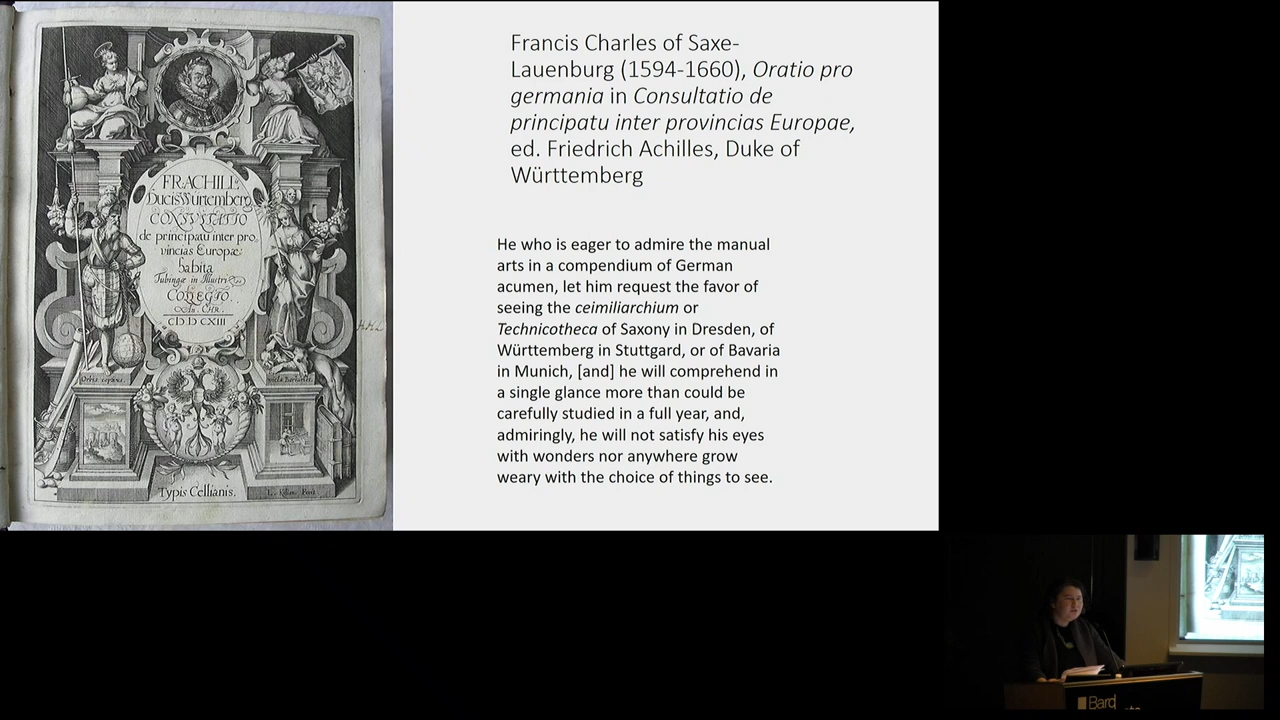 FRACHILL
Ducis Würtemberg
CONSVLTATIO
de principatu inter pro
vincias Europæ
habita
Tubingæ in Illustri
COLLEGIO.
CIↃ IↃ CXIII
Typis Cellianis.
Francis Charles of Saxe-
Lauenburg (1594-1660), Oratio pro
germania in Consultatio de
principatu inter provincias Europae,
ed. Friedrich Achilles, Duke of
Württemberg
He who is eager to admire the manual
arts in a compendium of German
acumen, let him request the favor of
seeing the ceimiliarchium or
Technicotheca of Saxony in Dresden, of
Württemberg in Stuttgard, or of Bavaria
in Munich, [and] he will comprehend in
a single glance more than could be
carefully studied in a full year, and,
admiringly, he will not satisfy his eyes
with wonders nor anywhere grow
weary with the choice of things to see.
Bard